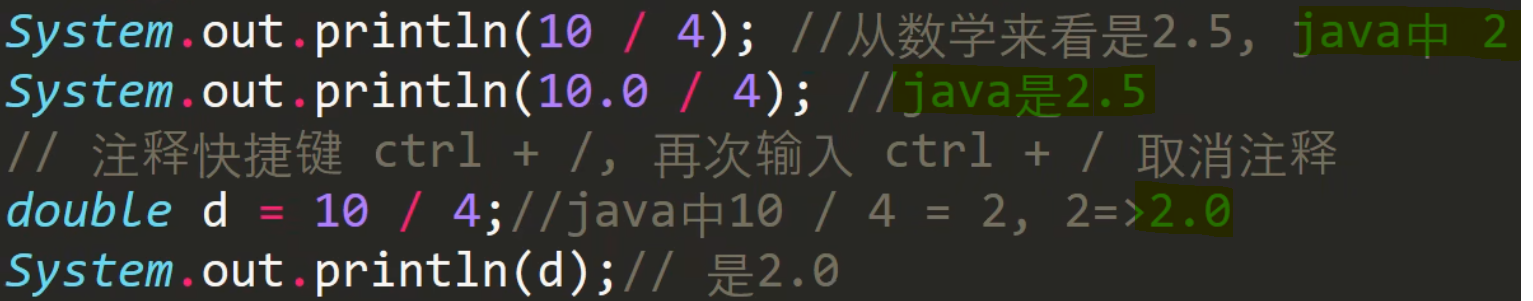 System.out.println(10 / 4); //从数学来看是2.5, java中 2
System.out.println(10.0 / 4); //java是2.5
// 注释快捷键 ctrl + /, 再次输入 ctrl + / 取消注释
double d = 10 / 4;//java中10 / 4 = 2, 2=>2.0
System.out.println(d);// 是2.0